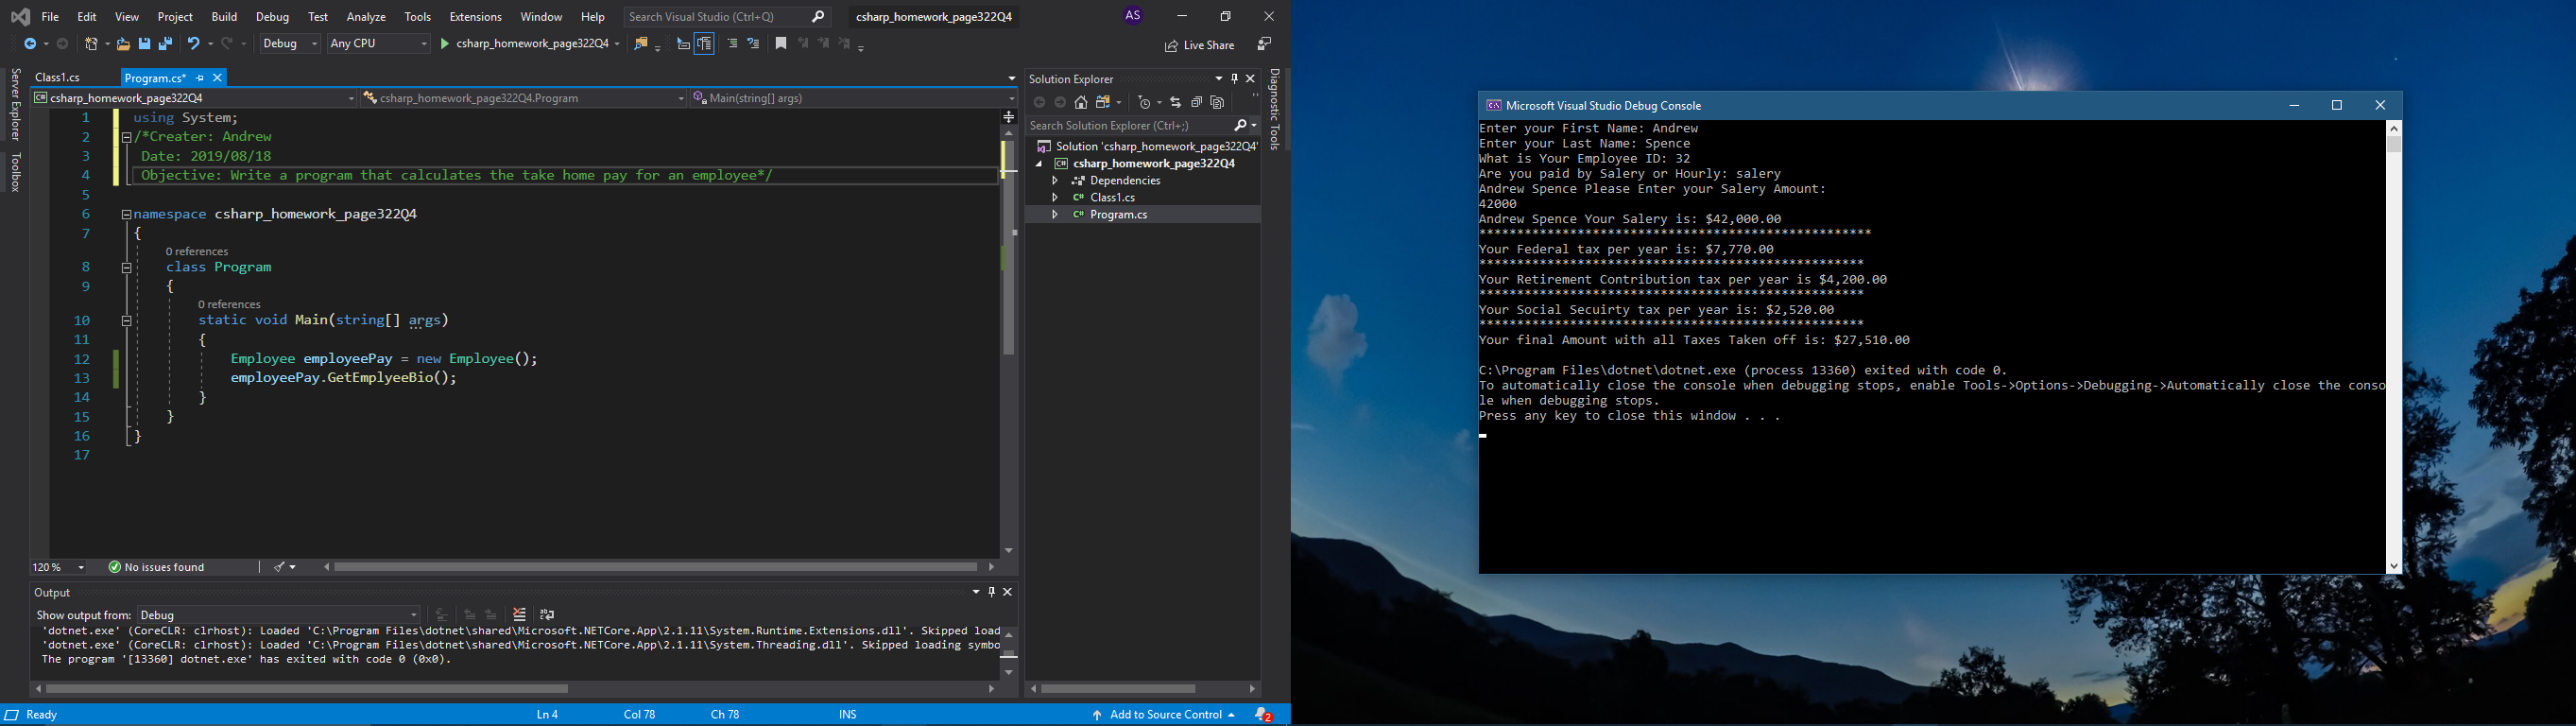 File Edit View Project Build Debug Test Analyze Tools Extensions Window Help Search Visual Studio (Ctrl+Q) csharp_homework_page322Q4 AS
Debug Any CPU csharp_homework_page322Q4 Live Share
Server Explorer
Toolbox
Class1.cs Program.cs*
csharp_homework_page322Q4 csharp_homework_page322Q4.Program Main(string[] args)
1 using System;
2 /*Creater: Andrew
3 Date: 2019/08/18
4 Objective: Write a program that calculates the take home pay for an employee*/
5
6 namespace csharp_homework_page322Q4
7 {
0 references
8 class Program
9 {
0 references
10 static void Main(string[] args)
11 {
12 Employee employeePay = new Employee();
13 employeePay.GetEmplyeeBio();
14 }
15 }
16 }
17
120 % No issues found
Output
Show output from: Debug
'dotnet.exe' (CoreCLR: clrhost): Loaded 'C:\Program Files\dotnet\shared\Microsoft.NETCore.App\2.1.11\System.Runtime.Extensions.dll'. Skipped load
'dotnet.exe' (CoreCLR: clrhost): Loaded 'C:\Program Files\dotnet\shared\Microsoft.NETCore.App\2.1.11\System.Threading.dll'. Skipped loading symbo
The program '[13360] dotnet.exe' has exited with code 0 (0x0).
Solution Explorer
Search Solution Explorer (Ctrl+;)
Solution 'csharp_homework_page322Q4'
C# csharp_homework_page322Q4
Dependencies
C# Class1.cs
C# Program.cs
Diagnostic Tools
Ready Ln 4 Col 78 Ch 78 INS Add to Source Control 2
Microsoft Visual Studio Debug Console
Enter your First Name: Andrew
Enter your Last Name: Spence
What is Your Employee ID: 32
Are you paid by Salery or Hourly: salery
Andrew Spence Please Enter your Salery Amount:
42000
Andrew Spence Your Salery is: $42,000.00
****************************************************
Your Federal tax per year is: $7,770.00
***************************************************
Your Retirement Contribution tax per year is $4,200.00
***************************************************
Your Social Secuirty tax per year is: $2,520.00
***************************************************
Your final Amount with all Taxes Taken off is: $27,510.00
C:\Program Files\dotnet\dotnet.exe (process 13360) exited with code 0.
To automatically close the console when debugging stops, enable Tools->Options->Debugging->Automatically close the conso
le when debugging stops.
Press any key to close this window . . .